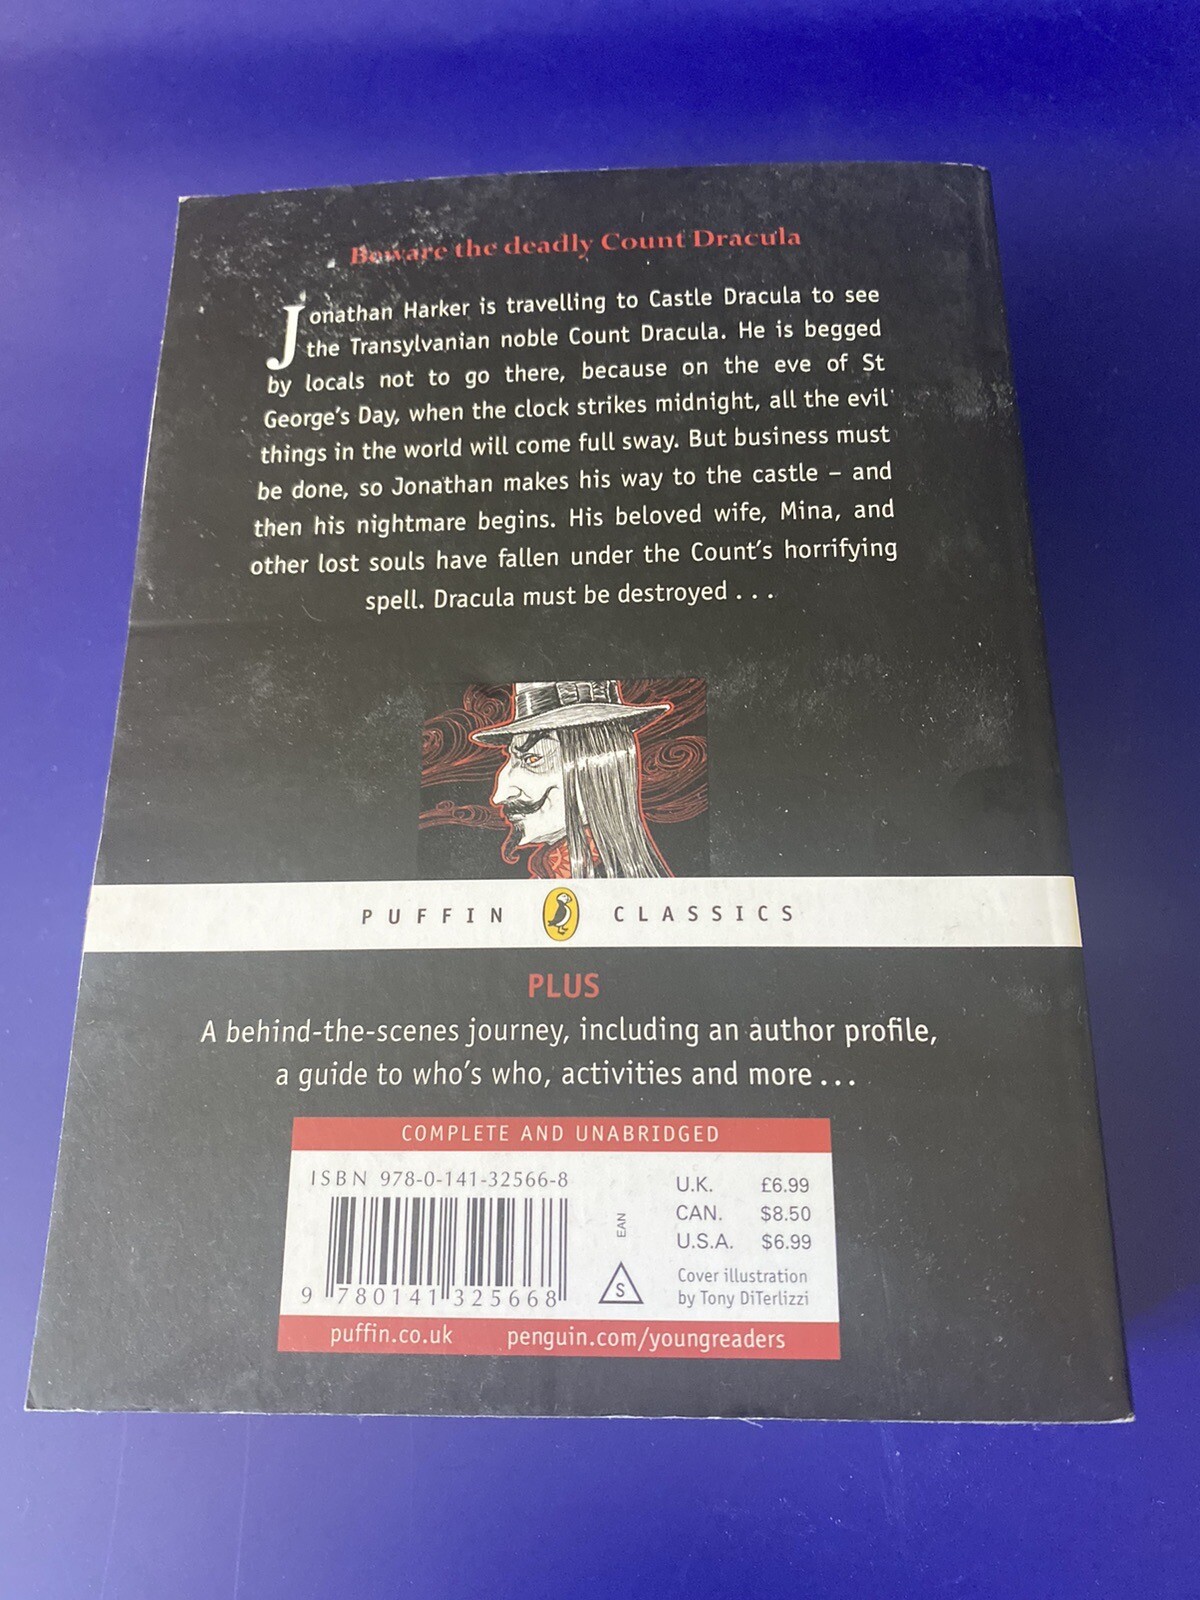 Beware the deadly Count Dracula
Jonathan Harker is travelling to Castle Dracula to see
the Transylvanian noble Count Dracula. He is begged
by locals not to go there, because on the eve of St
George's Day, when the clock strikes midnight, all the evil
things in the world will come full sway. But business must
be done, so Jonathan makes his way to the castle – and
then his nightmare begins. His beloved wife, Mina, and
other lost souls have fallen under the Count's horrifying
spell. Dracula must be destroyed . . .
PUFFIN CLASSICS
PLUS
A behind-the-scenes journey, including an author profile,
a guide to who's who, activities and more . . .
COMPLETE AND UNABRIDGED
ISBN 978-0-141-32566-8
9 780141 325668
EAN
S
U.K. £6.99
CAN. $8.50
U.S.A. $6.99
Cover illustration
by Tony DiTerlizzi
puffin.co.uk penguin.com/youngreaders